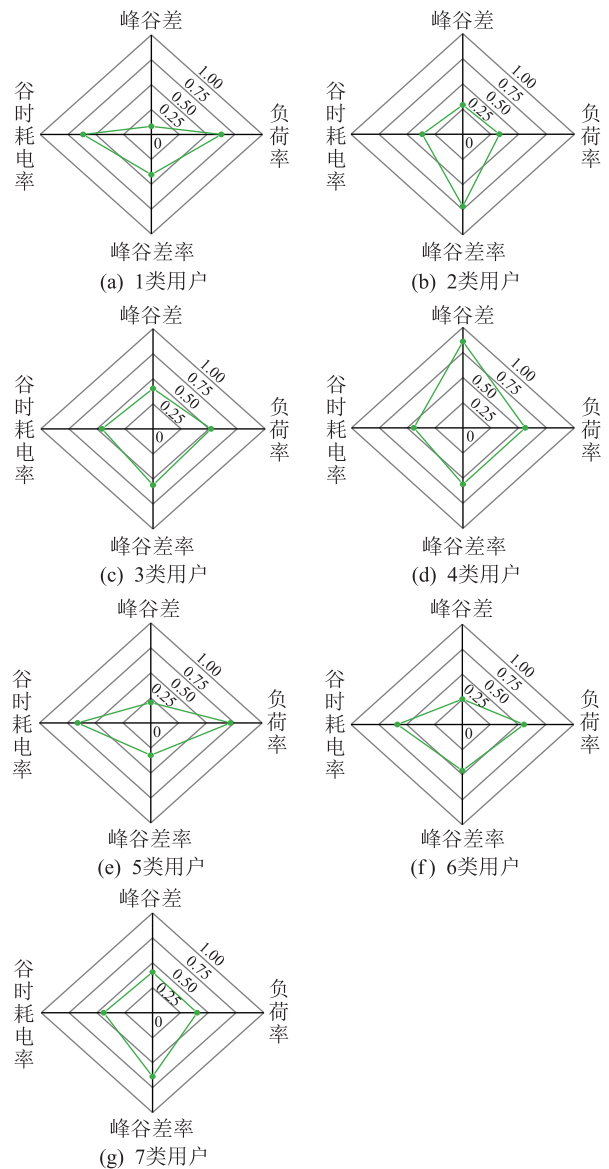 峰谷差
1.00
0.75
0.50
0.25
0
谷时耗电率
负荷率
峰谷差率
(a) 1类用户
峰谷差
1.00
0.75
0.50
0.25
0
谷时耗电率
负荷率
峰谷差率
(b) 2类用户
峰谷差
1.00
0.75
0.50
0.25
0
谷时耗电率
负荷率
峰谷差率
(c) 3类用户
峰谷差
1.00
0.75
0.50
0.25
0
谷时耗电率
负荷率
峰谷差率
(d) 4类用户
峰谷差
1.00
0.75
0.50
0.25
0
谷时耗电率
负荷率
峰谷差率
(e) 5类用户
峰谷差
1.00
0.75
0.50
0.25
0
谷时耗电率
负荷率
峰谷差率
(f) 6类用户
峰谷差
1.00
0.75
0.50
0.25
0
谷时耗电率
负荷率
峰谷差率
(g) 7类用户